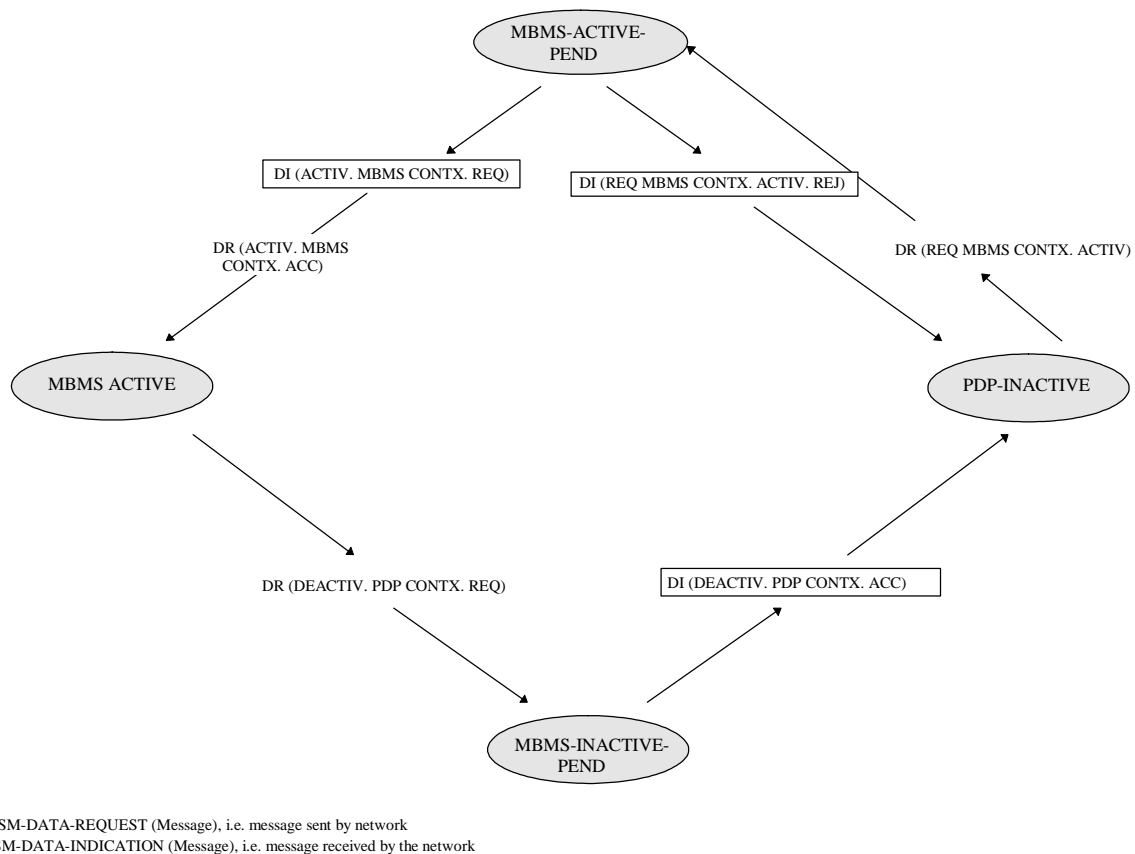 MBMS-ACTIVE-
PEND
DI (ACTIV. MBMS CONTX. REQ)
DI (REQ MBMS CONTX. ACTIV. REJ)
DR (ACTIV. MBMS
CONTX. ACC)
DR (REQ MBMS CONTX. ACTIV)
MBMS ACTIVE
PDP-INACTIVE
DR (DEACTIV. PDP CONTX. REQ)
DI (DEACTIV. PDP CONTX. ACC)
MBMS-INACTIVE-
PEND
SM-DATA-REQUEST (Message), i.e. message sent by network
SM-DATA-INDICATION (Message), i.e. message received by the network